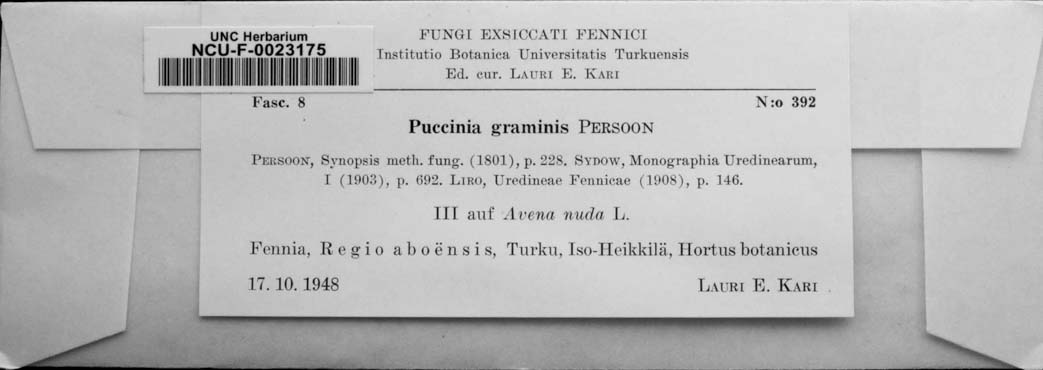 UNC Herbarium
NCU-F-0023175
FUNGI EXSICCATI FENNICI
Institutio Botanica Universitatis Turkuensis
Ed. cur. LAURI E. KARI
Fasc. 8 N:o 392
Puccinia graminis PERSOON
PERSOON, Synopsis meth. fung. (1801), p. 228. SYDOW, Monographia Uredinearum,
I (1903), p. 692. LIRO, Uredineae Fennicae (1908), p. 146.
III auf Avena nuda L.
Fennia, Regio aboënsis, Turku, Iso-Heikkilä, Hortus botanicus
17. 10. 1948 LAURI E. KARI